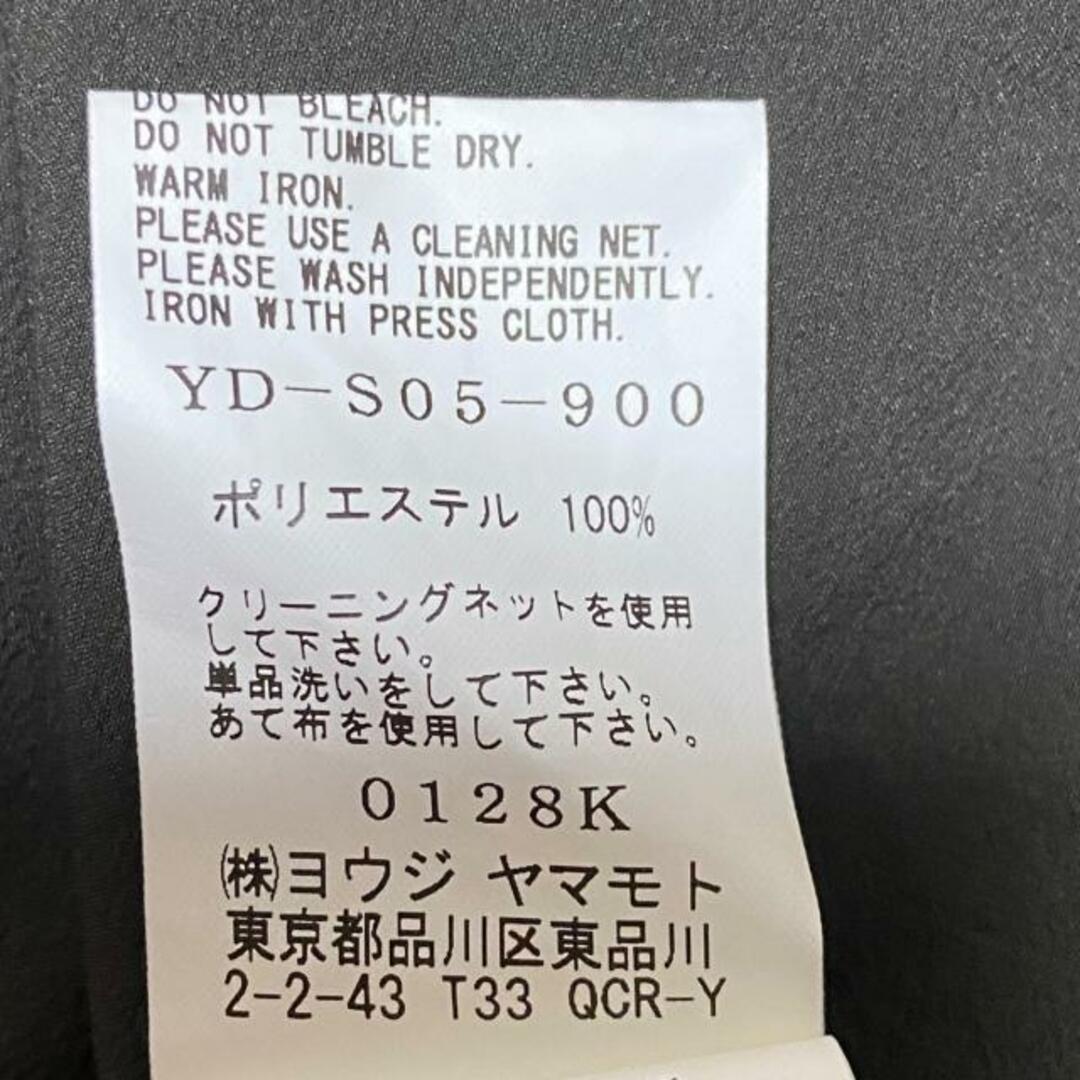 DO NOT BLEACH.
DO NOT TUMBLE DRY.
WARM IRON.
PLEASE USE A CLEANING NET.
PLEASE WASH INDEPENDENTLY.
IRON WITH PRESS CLOTH.
YD-S05-900
ポリエステル 100%
クリーニングネットを使用
して下さい。
単品洗いをして下さい。
あて布を使用して下さい。
0128K
(株)ヨウジ ヤマモト
東京都品川区東品川
2-2-43 T33 QCR-Y